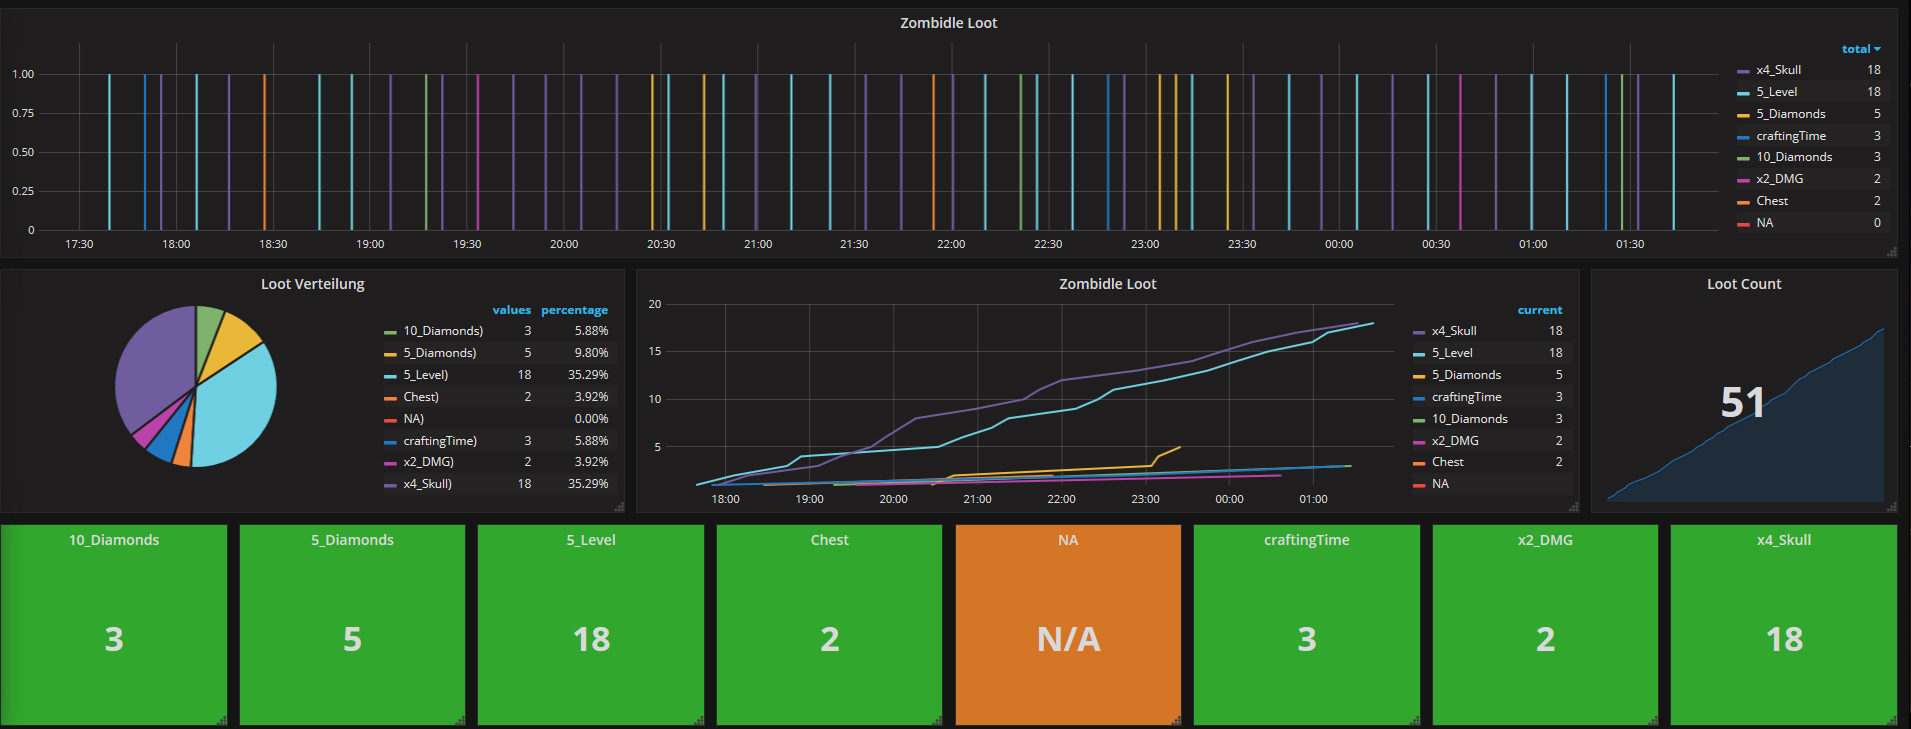 Zombidle Loot
total
1.00
0.75
0.50
0.25
0
17:30 18:00 18:30 19:00 19:30 20:00 20:30 21:00 21:30 22:00 22:30 23:00 23:30 00:00 00:30 01:00 01:30
x4_Skull 18
5_Level 18
5_Diamonds 5
craftingTime 3
10_Diamonds 3
x2_DMG 2
Chest 2
NA 0
Loot Verteilung
values percentage
10_Diamonds) 3 5.88%
5_Diamonds) 5 9.80%
5_Level) 18 35.29%
Chest) 2 3.92%
NA) 0.00%
craftingTime) 3 5.88%
x2_DMG) 2 3.92%
x4_Skull) 18 35.29%
Zombidle Loot
20
15
10
5
18:00 19:00 20:00 21:00 22:00 23:00 00:00 01:00
current
x4_Skull 18
5_Level 18
5_Diamonds 5
craftingTime 3
10_Diamonds 3
x2_DMG 2
Chest 2
NA
Loot Count
51
10_Diamonds
3
5_Diamonds
5
5_Level
18
Chest
2
NA
N/A
craftingTime
3
x2_DMG
2
x4_Skull
18